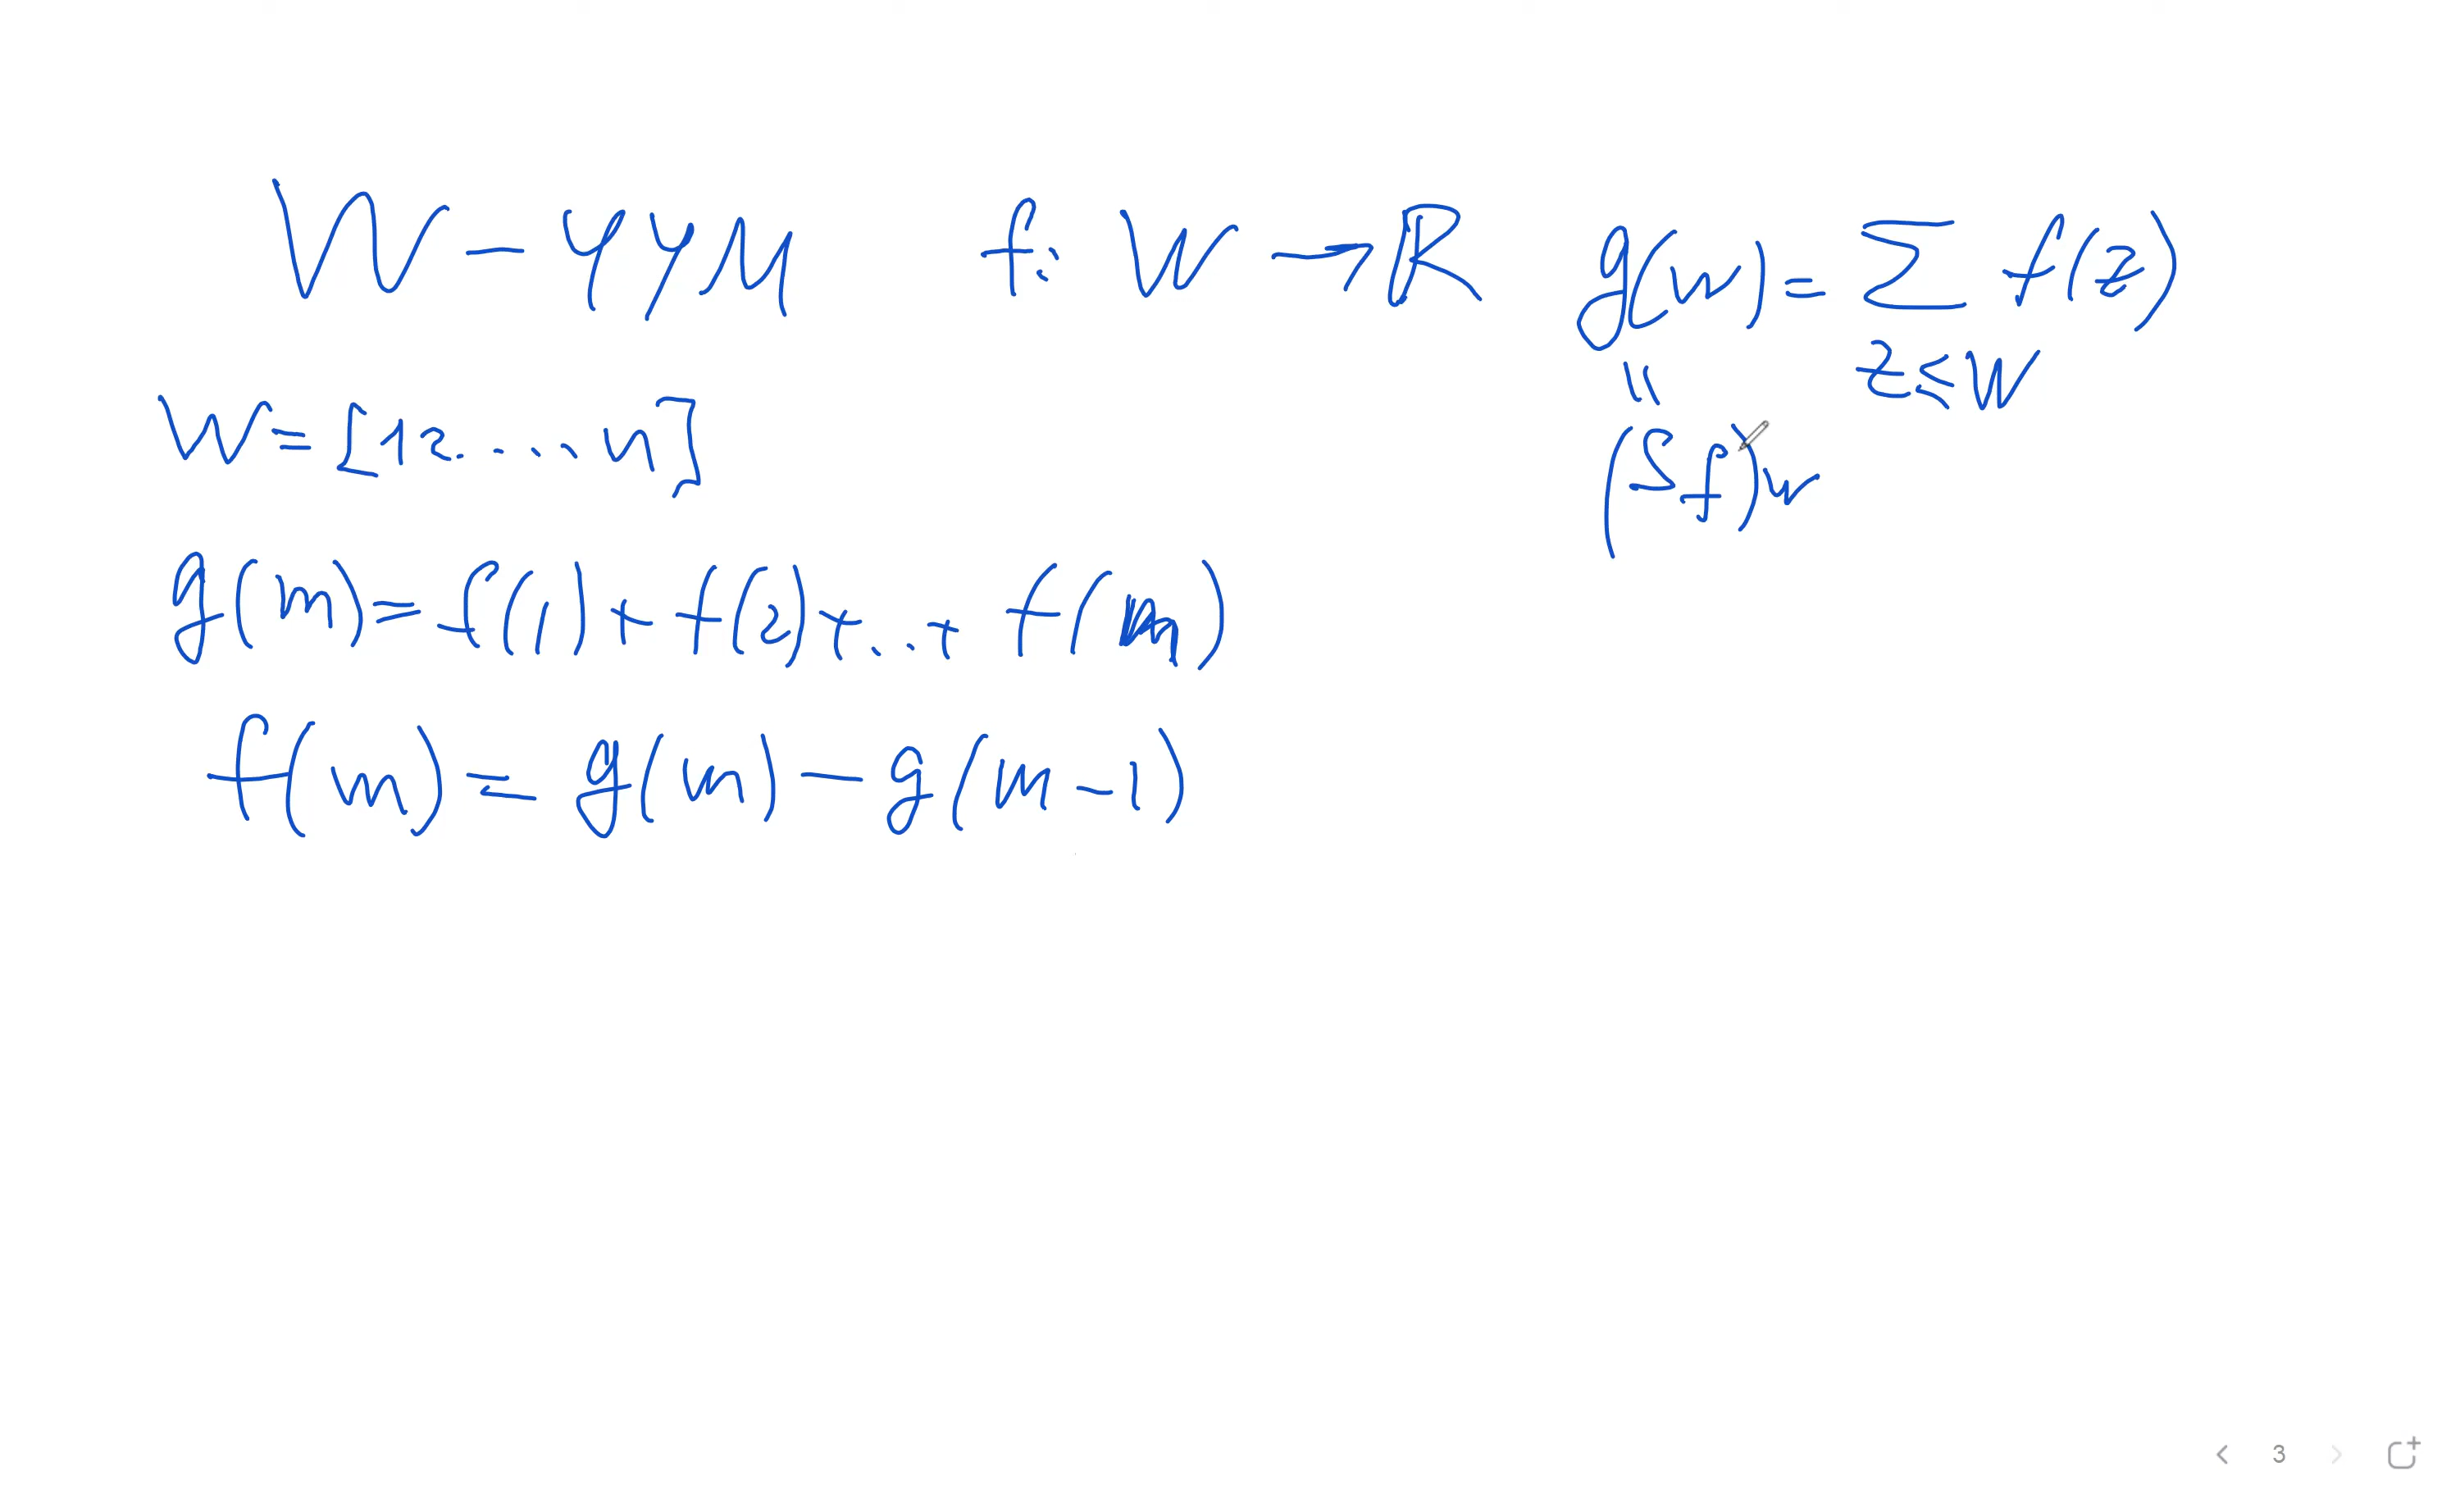 W – ЧУМ f: W → R g(w) = Σ f(z)
z ≤ w
W = [1 2 . . . . n] (Sf)w
g(m) = f(1) + f(2) + .. + f(m)
f(m) = g(m) – g(m – 1)
3